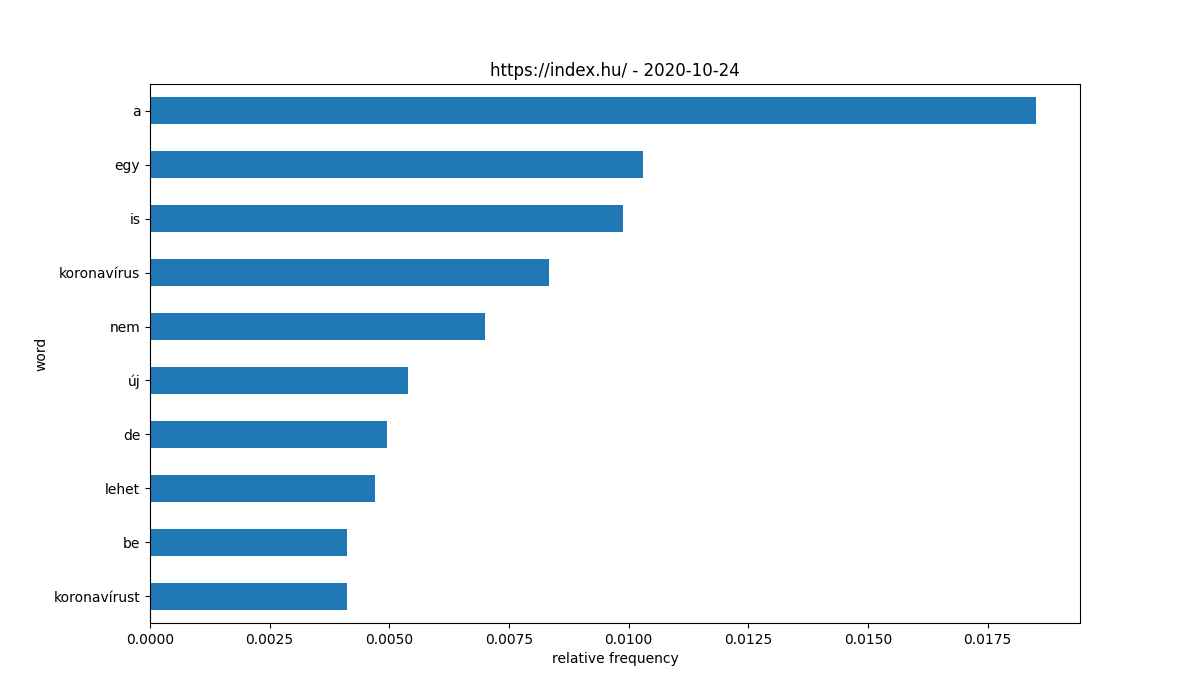 https://index.hu/ - 2020-10-24
a
egy
is
koronavírus
nem
új
de
lehet
be
koronavírust
word
0.0000 0.0025 0.0050 0.0075 0.0100 0.0125 0.0150 0.0175
relative frequency